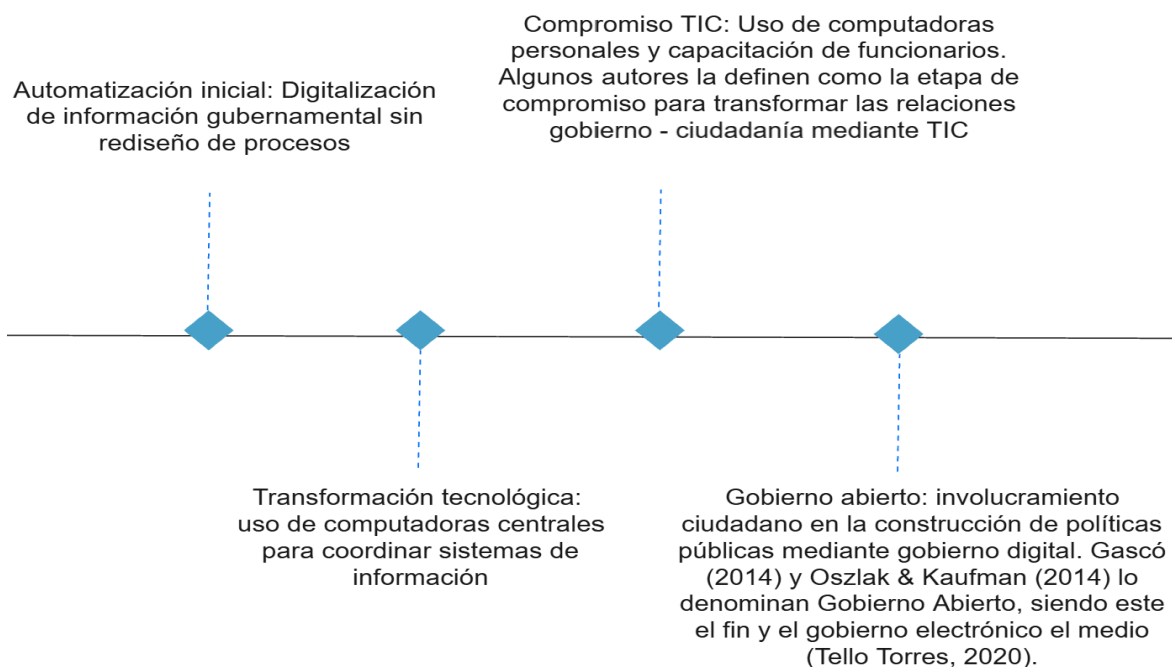 Automatización inicial: Digitalización
de información gubernamental sin
rediseño de procesos
Compromiso TIC: Uso de computadoras
personales y capacitación de funcionarios.
Algunos autores la definen como la etapa de
compromiso para transformar las relaciones
gobierno - ciudadanía mediante TIC
Transformación tecnológica:
uso de computadoras centrales
para coordinar sistemas de
información
Gobierno abierto: involucramiento
ciudadano en la construcción de políticas
públicas mediante gobierno digital. Gascó
(2014) y Oszlak & Kaufman (2014) lo
denominan Gobierno Abierto, siendo este
el fin y el gobierno electrónico el medio
(Tello Torres, 2020).